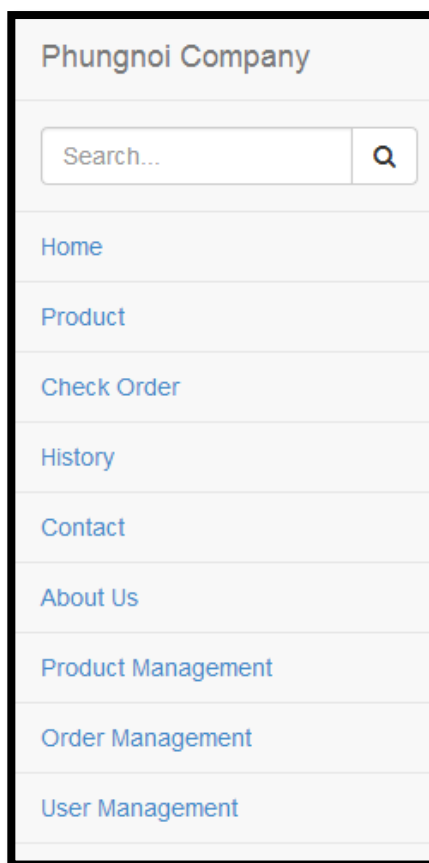 Phungnoi Company
Search...
Home
Product
Check Order
History
Contact
About Us
Product Management
Order Management
User Management